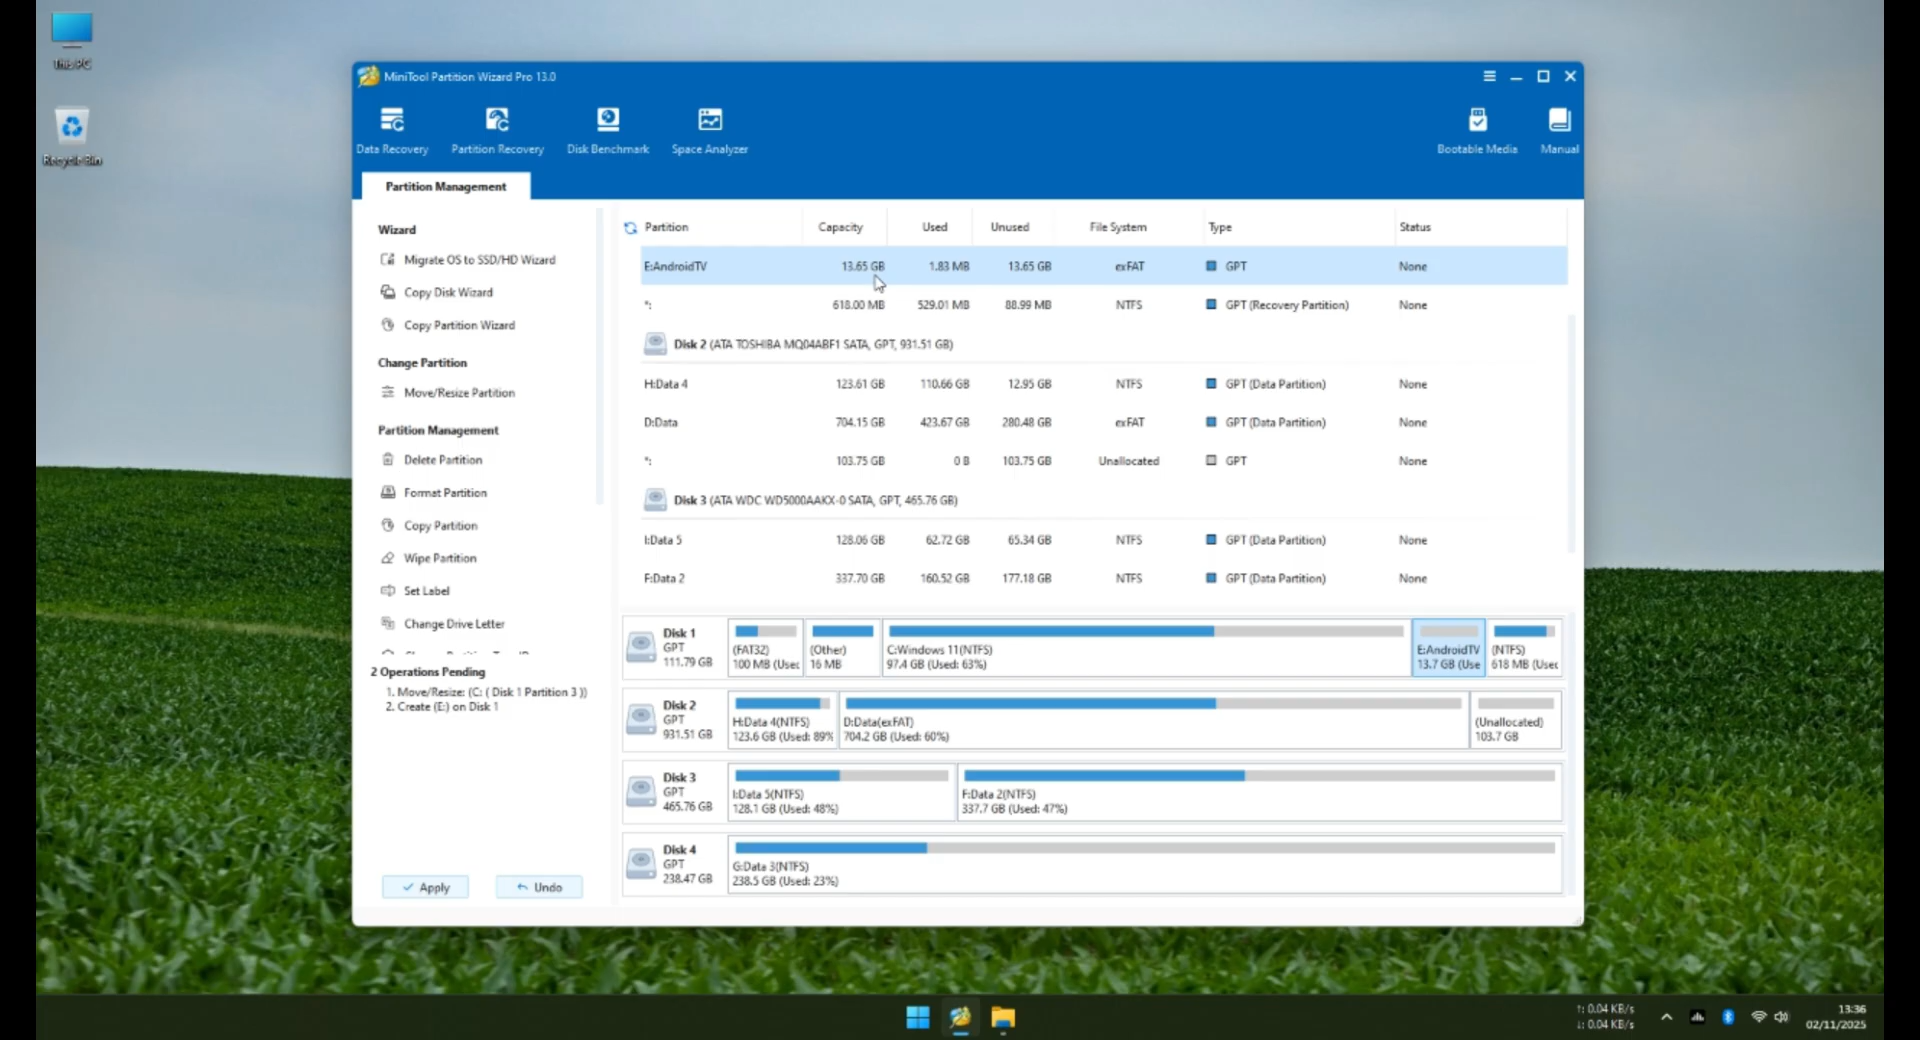 This PC
Recycle Bin
MiniTool Partition Wizard Pro 13.0
Data Recovery
Partition Recovery
Disk Benchmark
Space Analyzer
Bootable Media
Manual
Partition Management
Wizard
Migrate OS to SSD/HD Wizard
Copy Disk Wizard
Copy Partition Wizard
Change Partition
Move/Resize Partition
Partition Management
Delete Partition
Format Partition
Copy Partition
Wipe Partition
Set Label
Change Drive Letter
2 Operations Pending
1. Move/Resize: (C: ( Disk 1 Partition 3 ))
2. Create (E:) on Disk 1
Apply
Undo
Partition Capacity Used Unused File System Type Status
E:AndroidTV 13.65 GB 1.83 MB 13.65 GB exFAT GPT None
*: 618.00 MB 529.01 MB 88.99 MB NTFS GPT (Recovery Partition) None
Disk 2 (ATA TOSHIBA MQ04ABF1 SATA, GPT, 931.51 GB)
H:Data 4 123.61 GB 110.66 GB 12.95 GB NTFS GPT (Data Partition) None
D:Data 704.15 GB 423.67 GB 280.48 GB exFAT GPT (Data Partition) None
*: 103.75 GB 0 B 103.75 GB Unallocated GPT None
Disk 3 (ATA WDC WD5000AAKX-0 SATA, GPT, 465.76 GB)
I:Data 5 128.06 GB 62.72 GB 65.34 GB NTFS GPT (Data Partition) None
F:Data 2 337.70 GB 160.52 GB 177.18 GB NTFS GPT (Data Partition) None
Disk 1
GPT
111.79 GB
(FAT32)
100 MB (Used
(Other)
16 MB
C:Windows 11(NTFS)
97.4 GB (Used: 63%)
E:AndroidTV
13.7 GB (Use
(NTFS)
618 MB (Used
Disk 2
GPT
931.51 GB
H:Data 4(NTFS)
123.6 GB (Used: 89%
D:Data(exFAT)
704.2 GB (Used: 60%)
(Unallocated)
103.7 GB
Disk 3
GPT
465.76 GB
I:Data 5(NTFS)
128.1 GB (Used: 48%)
F:Data 2(NTFS)
337.7 GB (Used: 47%)
Disk 4
GPT
238.47 GB
G:Data 3(NTFS)
238.5 GB (Used: 23%)
↑: 0.04 KB/s
↓: 0.04 KB/s
13:36
02/11/2025